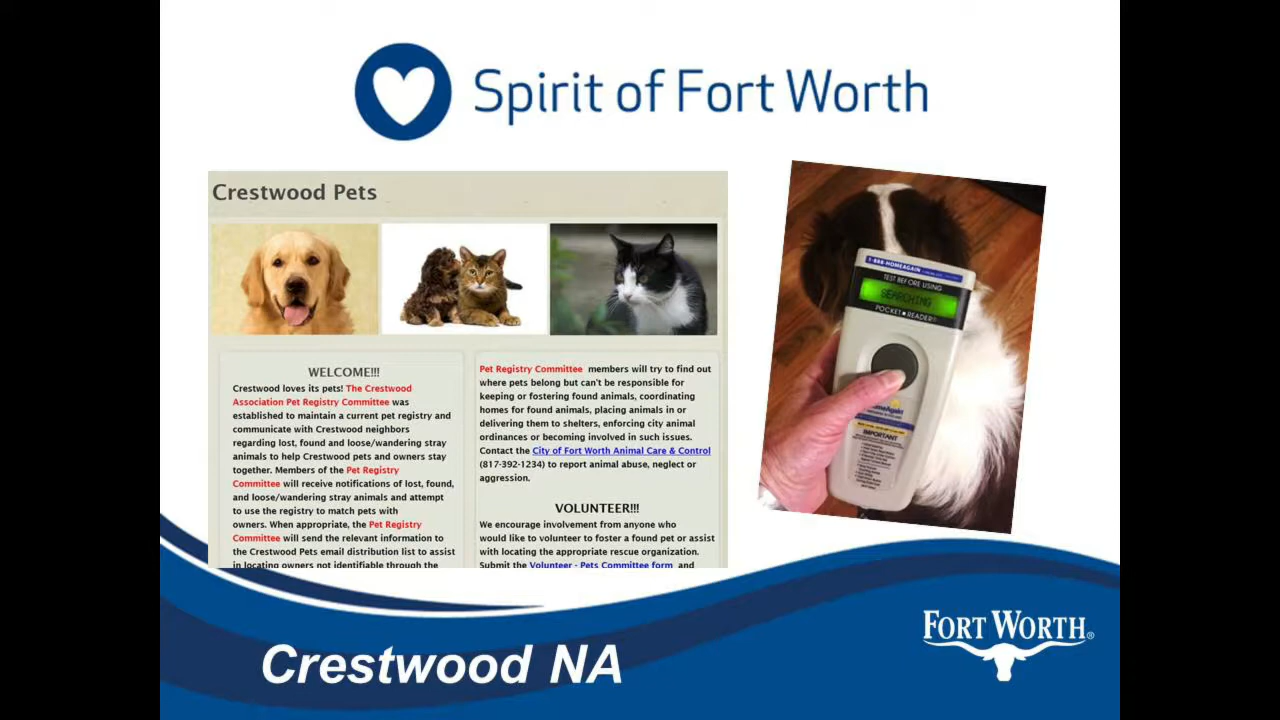 Spirit of Fort Worth
Crestwood Pets
WELCOME!!!
Crestwood loves its pets! The Crestwood
Association Pet Registry Committee was
established to maintain a current pet registry and
communicate with Crestwood neighbors
regarding lost, found and loose/wandering stray
animals to help Crestwood pets and owners stay
together. Members of the Pet Registry
Committee will receive notifications of lost, found,
and loose/wandering stray animals and attempt
to use the registry to match pets with
owners. When appropriate, the Pet Registry
Committee will send the relevant information to
the Crestwood Pets email distribution list to assist
in locating owners not identifiable through the
Pet Registry Committee members will try to find out
where pets belong but can't be responsible for
keeping or fostering found animals, coordinating
homes for found animals, placing animals in or
delivering them to shelters, enforcing city animal
ordinances or becoming involved in such issues.
Contact the City of Fort Worth Animal Care & Control
(817-392-1234) to report animal abuse, neglect or
aggression.
VOLUNTEER!!!
We encourage involvement from anyone who
would like to volunteer to foster a found pet or assist
with locating the appropriate rescue organization.
Submit the Volunteer - Pets Committee form and
1-888-HOMEAGAIN
TEST BEFORE USING
SEARCHING
POCKET READER
HomeAgain
IMPORTANT
Crestwood NA
FORT WORTH®